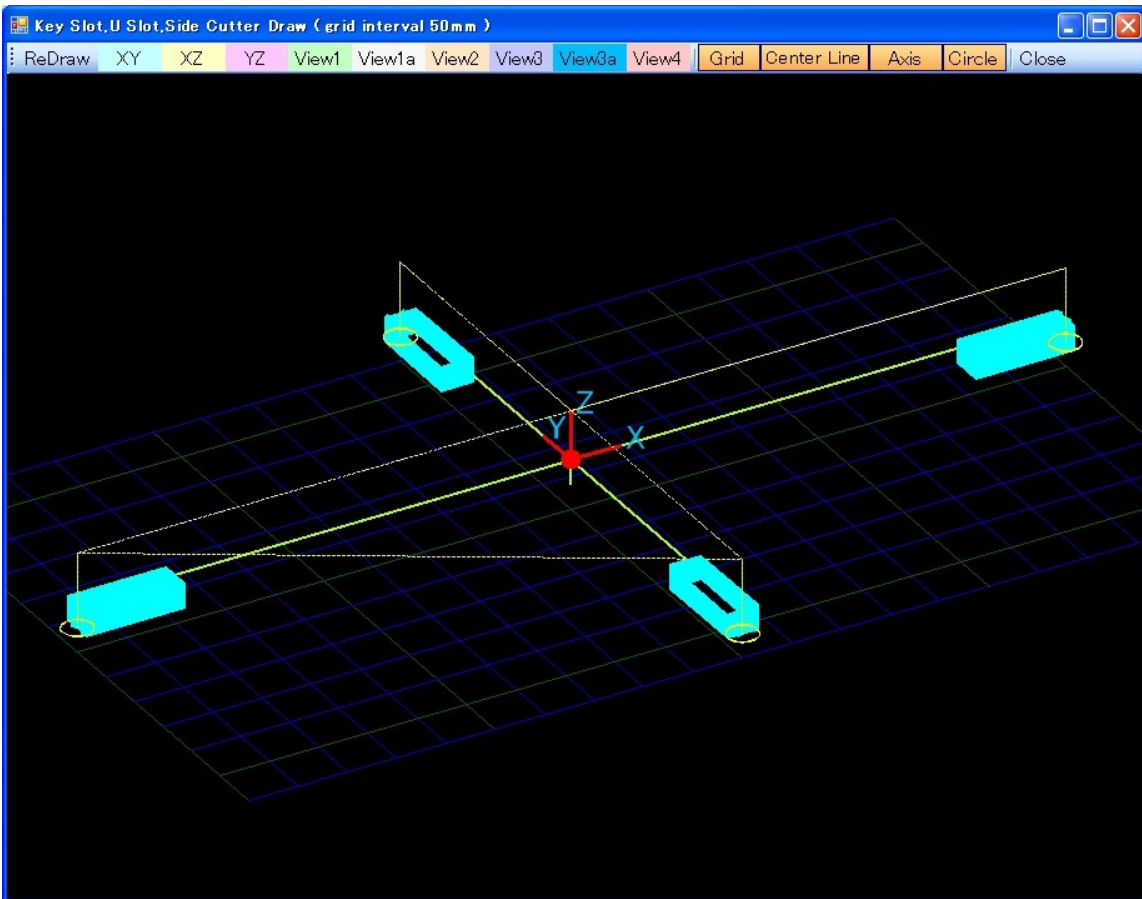 Key Slot,U Slot,Side Cutter Draw ( grid interval 50mm )
ReDraw XY XZ YZ View1 View1a View2 View3 View3a View4 Grid Center Line Axis Circle Close
Z
Y X